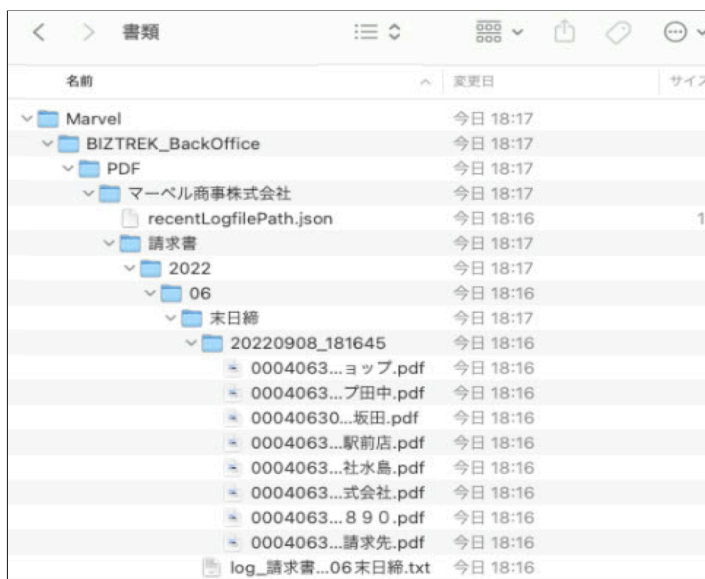 書類
名前 変更日 サイズ
Marvel 今日 18:17
BIZTREK_BackOffice 今日 18:17
PDF 今日 18:17
マーベル商事株式会社 今日 18:17
recentLogfilePath.json 今日 18:16 1
請求書 今日 18:17
2022 今日 18:17
06 今日 18:16
末日締 今日 18:17
20220908_181645 今日 18:16
0004063...ョップ.pdf 今日 18:16
0004063...プ田中.pdf 今日 18:16
00040630...坂田.pdf 今日 18:16
0004063...駅前店.pdf 今日 18:16
0004063...社水島.pdf 今日 18:16
0004063...式会社.pdf 今日 18:16
0004063...８９０.pdf 今日 18:16
0004063...請求先.pdf 今日 18:16
log_請求書...06末日締.txt 今日 18:16